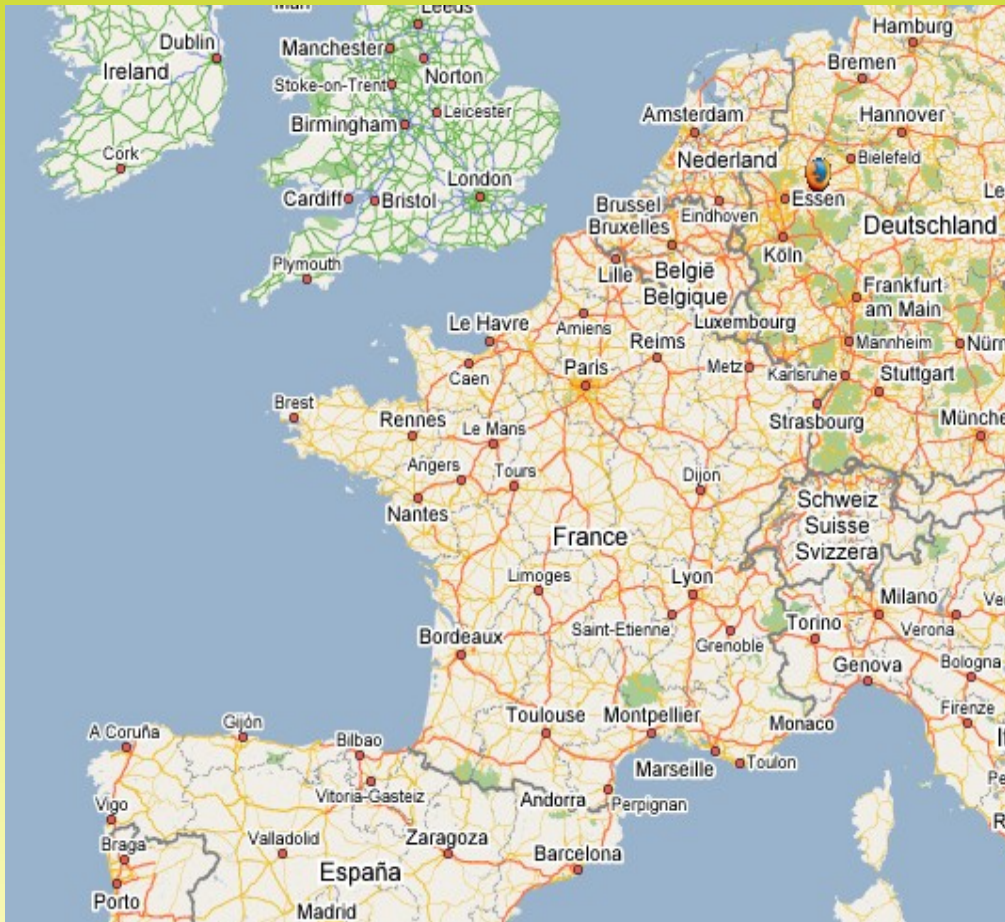 Leeds
Hamburg
Dublin
Manchester
Bremen
Ireland
Norton
Stoke-on-Trent
Leicester
Amsterdam
Hannover
Birmingham
Cork
Nederland
Bielefeld
London
Cardiff
Bristol
Brussel
Bruxelles
Eindhoven
Essen
Deutschland
Plymouth
Lille
België
Belgique
Köln
Frankfurt
am Main
Le Havre
Amiens
Luxembourg
Reims
Mannheim
Caen
Paris
Metz
Karlsruhe
Stuttgart
Brest
Rennes
Le Mans
Strasbourg
Angers
Tours
Dijon
Nantes
Schweiz
Suisse
Svizzera
France
Limoges
Lyon
Milano
Saint-Etienne
Torino
Verona
Bordeaux
Grenoble
Genova
Bologna
Toulouse
Montpellier
Monaco
Firenze
A Coruña
Gijón
Bilbao
Marseille
Toulon
Vitoria-Gasteiz
Andorra
Perpignan
Vigo
Braga
Valladolid
Zaragoza
Barcelona
España
Porto
Madrid